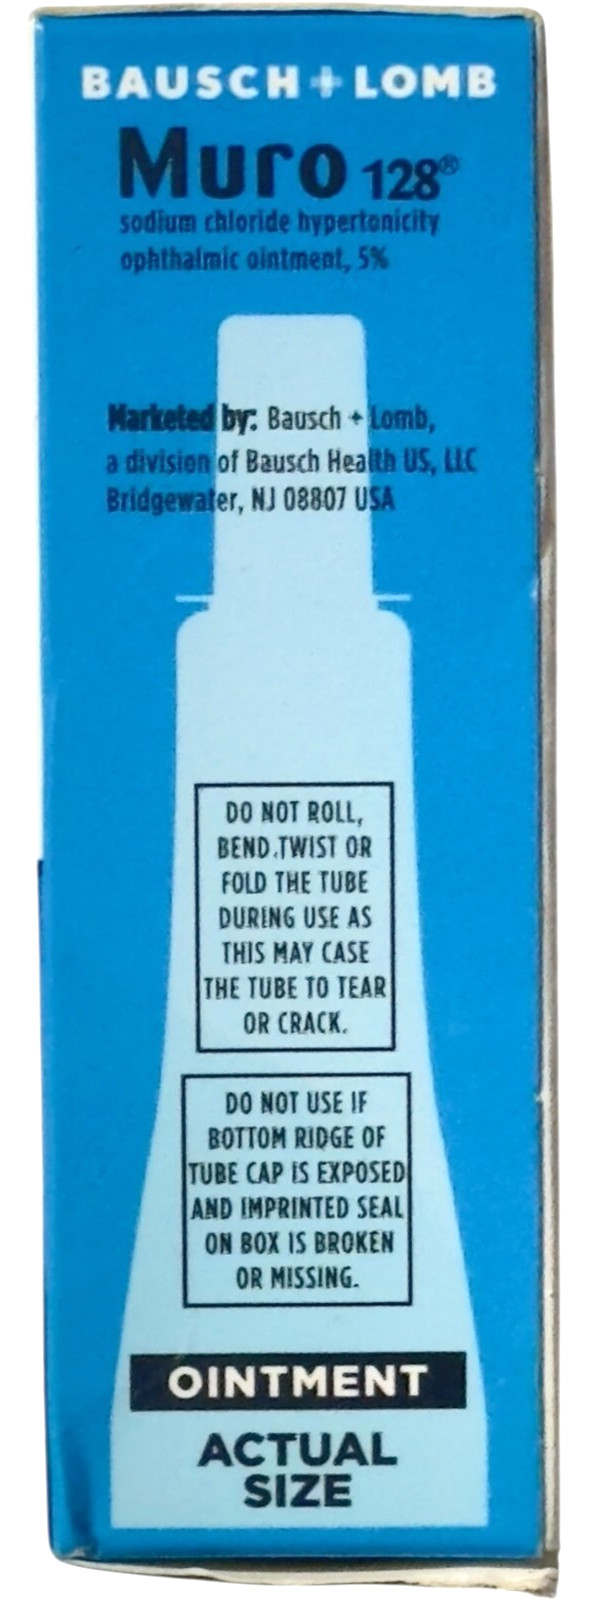 BAUSCH + LOMB
Muro 128®
sodium chloride hypertonicity
ophthalmic ointment, 5%
Marketed by: Bausch + Lomb,
a division of Bausch Health US, LLC
Bridgewater, NJ 08807 USA
DO NOT ROLL,
BEND.TWIST OR
FOLD THE TUBE
DURING USE AS
THIS MAY CASE
THE TUBE TO TEAR
OR CRACK.
DO NOT USE IF
BOTTOM RIDGE OF
TUBE CAP IS EXPOSED
AND IMPRINTED SEAL
ON BOX IS BROKEN
OR MISSING.
OINTMENT
ACTUAL
SIZE